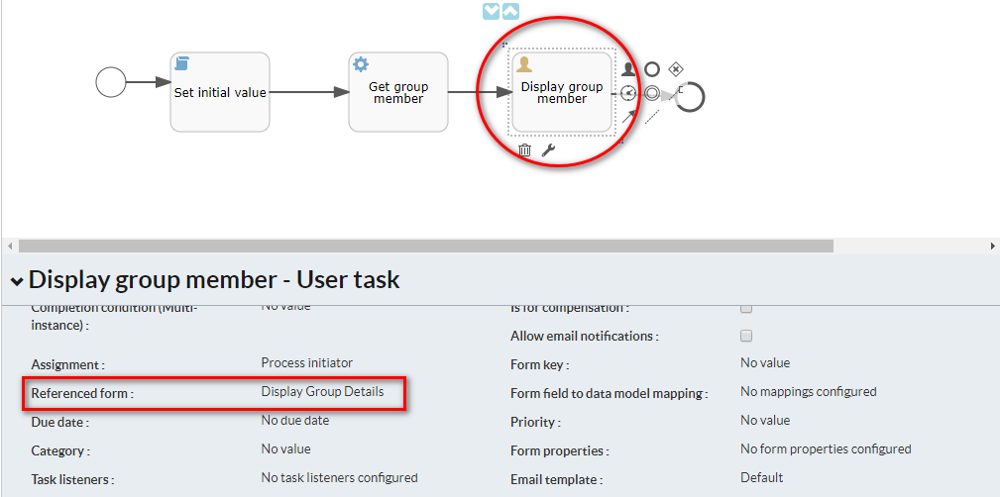 Set initial value
Get group
member
Display group
member
Display group member - User task
Completion condition (Multi-
instance) :
No value
Is for compensation :
Allow email notifications :
Assignment :
Process initiator
Form key :
No value
Referenced form :
Display Group Details
Form field to data model mapping :
No mappings configured
Due date :
No due date
Priority :
No value
Category :
No value
Form properties :
No form properties configured
Task listeners :
No task listeners configured
Email template :
Default